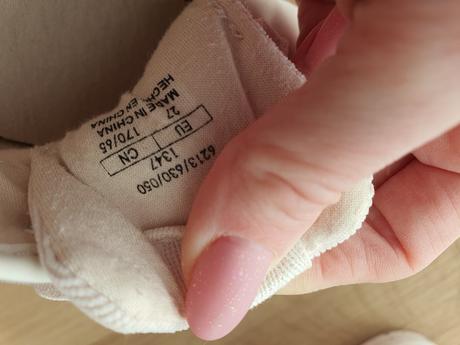 6213/630/050
1347
EU CN
27 170/65
MADE IN CHINA
HECHO EN CHINA